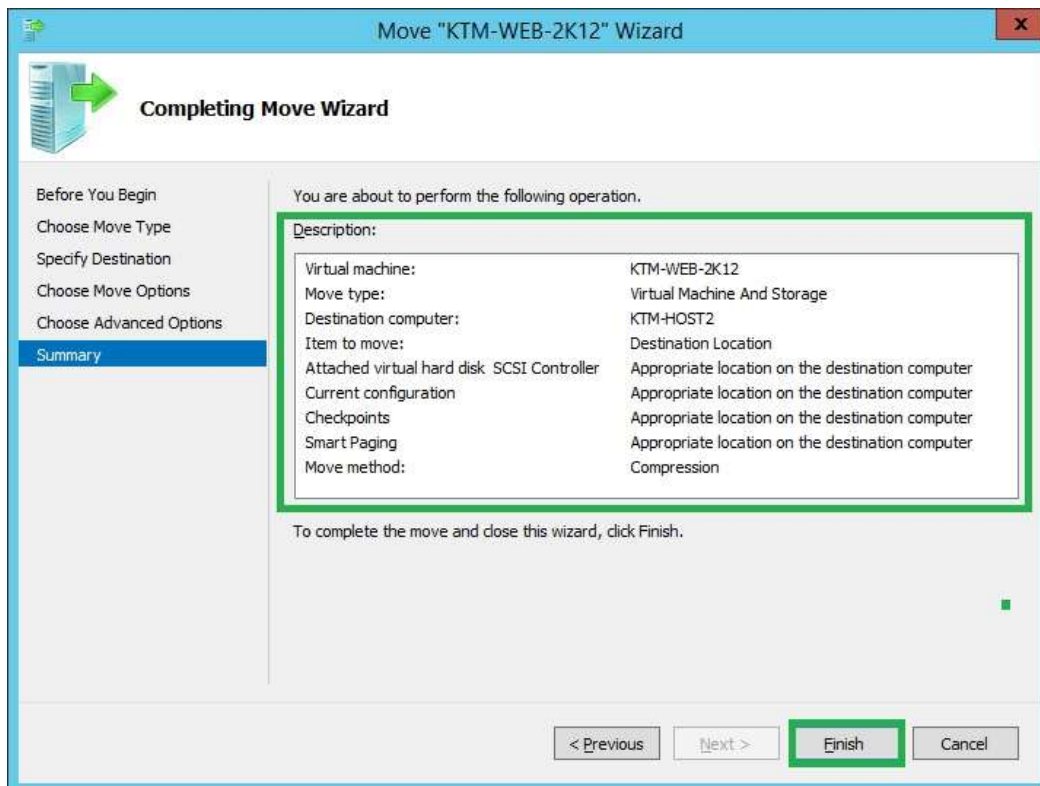 Move "KTM-WEB-2K12" Wizard
x
Completing Move Wizard
Before You Begin
Choose Move Type
Specify Destination
Choose Move Options
Choose Advanced Options
Summary
You are about to perform the following operation.
Description:
Virtual machine: KTM-WEB-2K12
Move type: Virtual Machine And Storage
Destination computer: KTM-HOST2
Item to move: Destination Location
Attached virtual hard disk SCSI Controller Appropriate location on the destination computer
Current configuration Appropriate location on the destination computer
Checkpoints Appropriate location on the destination computer
Smart Paging Appropriate location on the destination computer
Move method: Compression
To complete the move and close this wizard, click Finish.
< Previous Next > Finish Cancel